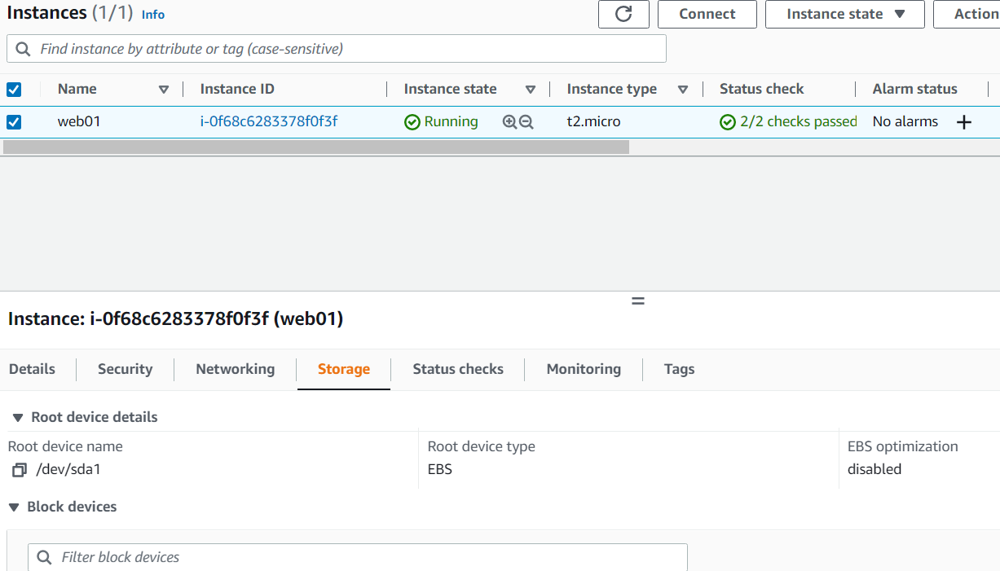 Instances (1/1) Info
Connect Instance state Action
Find instance by attribute or tag (case-sensitive)
Name Instance ID Instance state Instance type Status check Alarm status
web01 i-0f68c6283378f0f3f Running t2.micro 2/2 checks passed No alarms
Instance: i-0f68c6283378f0f3f (web01)
Details Security Networking Storage Status checks Monitoring Tags
Root device details
Root device name Root device type EBS optimization
/dev/sda1 EBS disabled
Block devices
Filter block devices